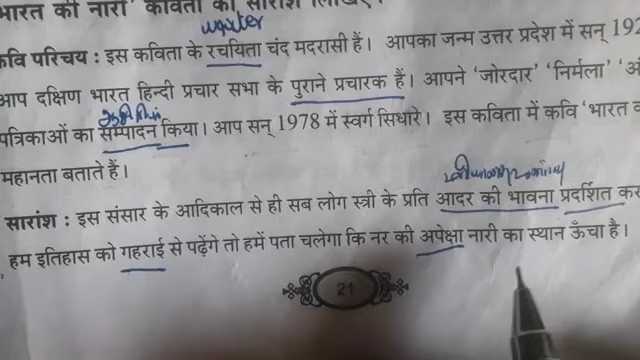 भारत की नारी' कविता का सारांश लिखिए।
waxter
कवि परिचय : इस कविता के रचयिता चंद मदरासी हैं। आपका जन्म उत्तर प्रदेश में सन् 192
आप दक्षिण भारत हिन्दी प्रचार सभा के पुराने प्रचारक हैं। आपने 'जोरदार' 'निर्मला'
पत्रिकाओं का सम्पादन किया। आप सन् 1978 में स्वर्ग सिधारे। इस कविता में कवि 'भारत
महानता बताते हैं।
सारांश : इस संसार के आदिकाल से ही सब लोग स्त्री के प्रति आदर की भावना प्रदर्शित कर
हम इतिहास को गहराई से पढ़ेंगे तो हमें पता चलेगा कि नर की अपेक्षा नारी का स्थान ऊँचा है।
21